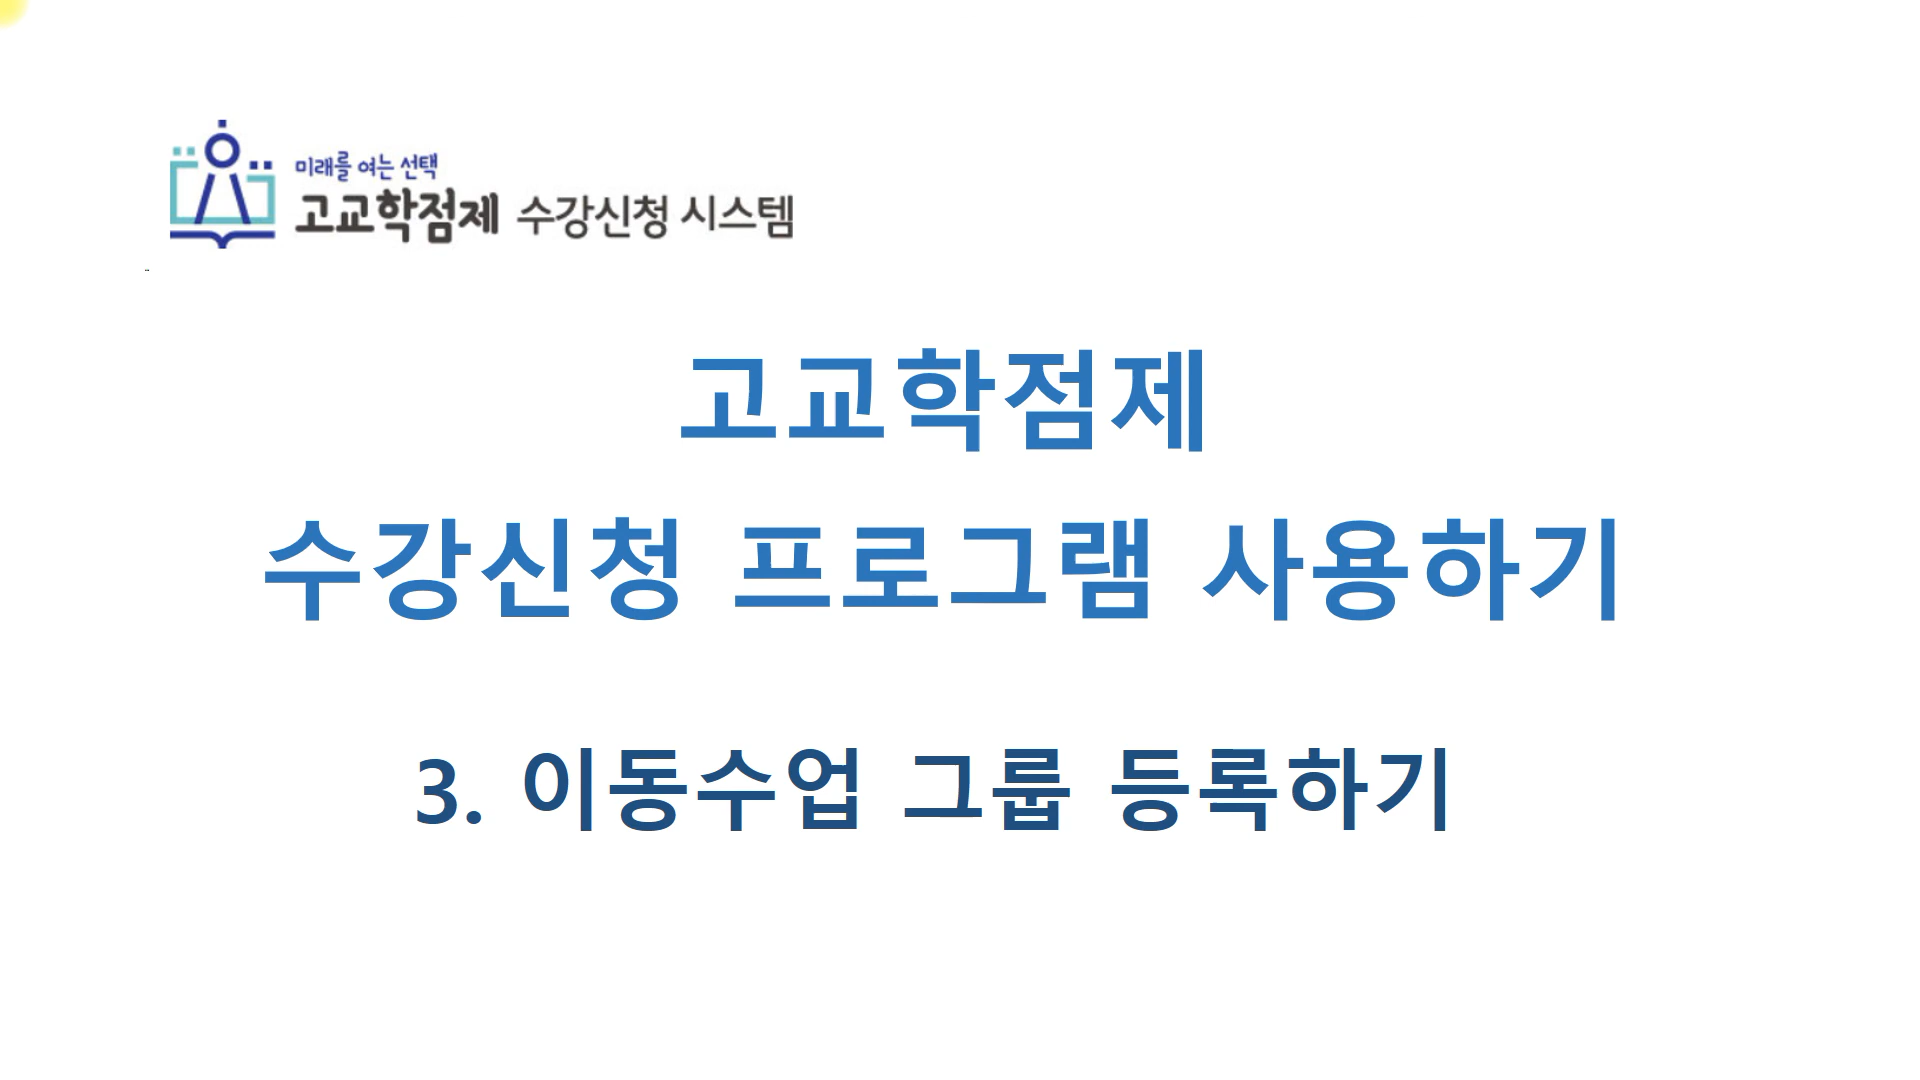 미래를 여는 선택
고교학점제 수강신청 시스템
고교학점제
수강신청 프로그램 사용하기
3. 이동수업 그룹 등록하기